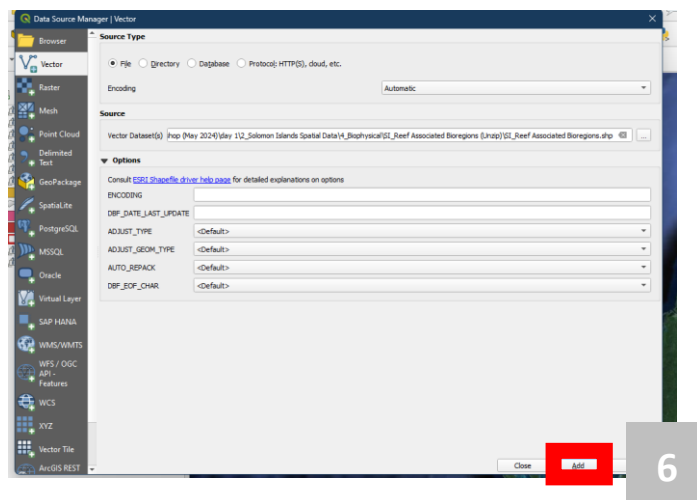 Data Source Manager | Vector
Browser
Vector
Raster
Mesh
Point Cloud
Delimited
Text
GeoPackage
SpatiaLite
PostgreSQL
MSSQL
Oracle
Virtual Layer
SAP HANA
WMS/WMTS
WFS / OGC
API -
Features
WCS
XYZ
Vector Tile
ArcGIS REST
Source Type
File Directory Database Protocol: HTTP(S), cloud, etc.
Encoding Automatic
Source
Vector Dataset(s) hop (May 2024)\day 1\2_Solomon Islands Spatial Data\4_Biophysical\SI_Reef Associated Bioregions (Unzip)\SI_Reef Associated Bioregions.shp ...
Options
Consult ESRI Shapefile driver help page for detailed explanations on options
ENCODING
DBF_DATE_LAST_UPDATE
ADJUST_TYPE <Default>
ADJUST_GEOM_TYPE <Default>
AUTO_REPACK <Default>
DBF_EOF_CHAR <Default>
Close Add
6